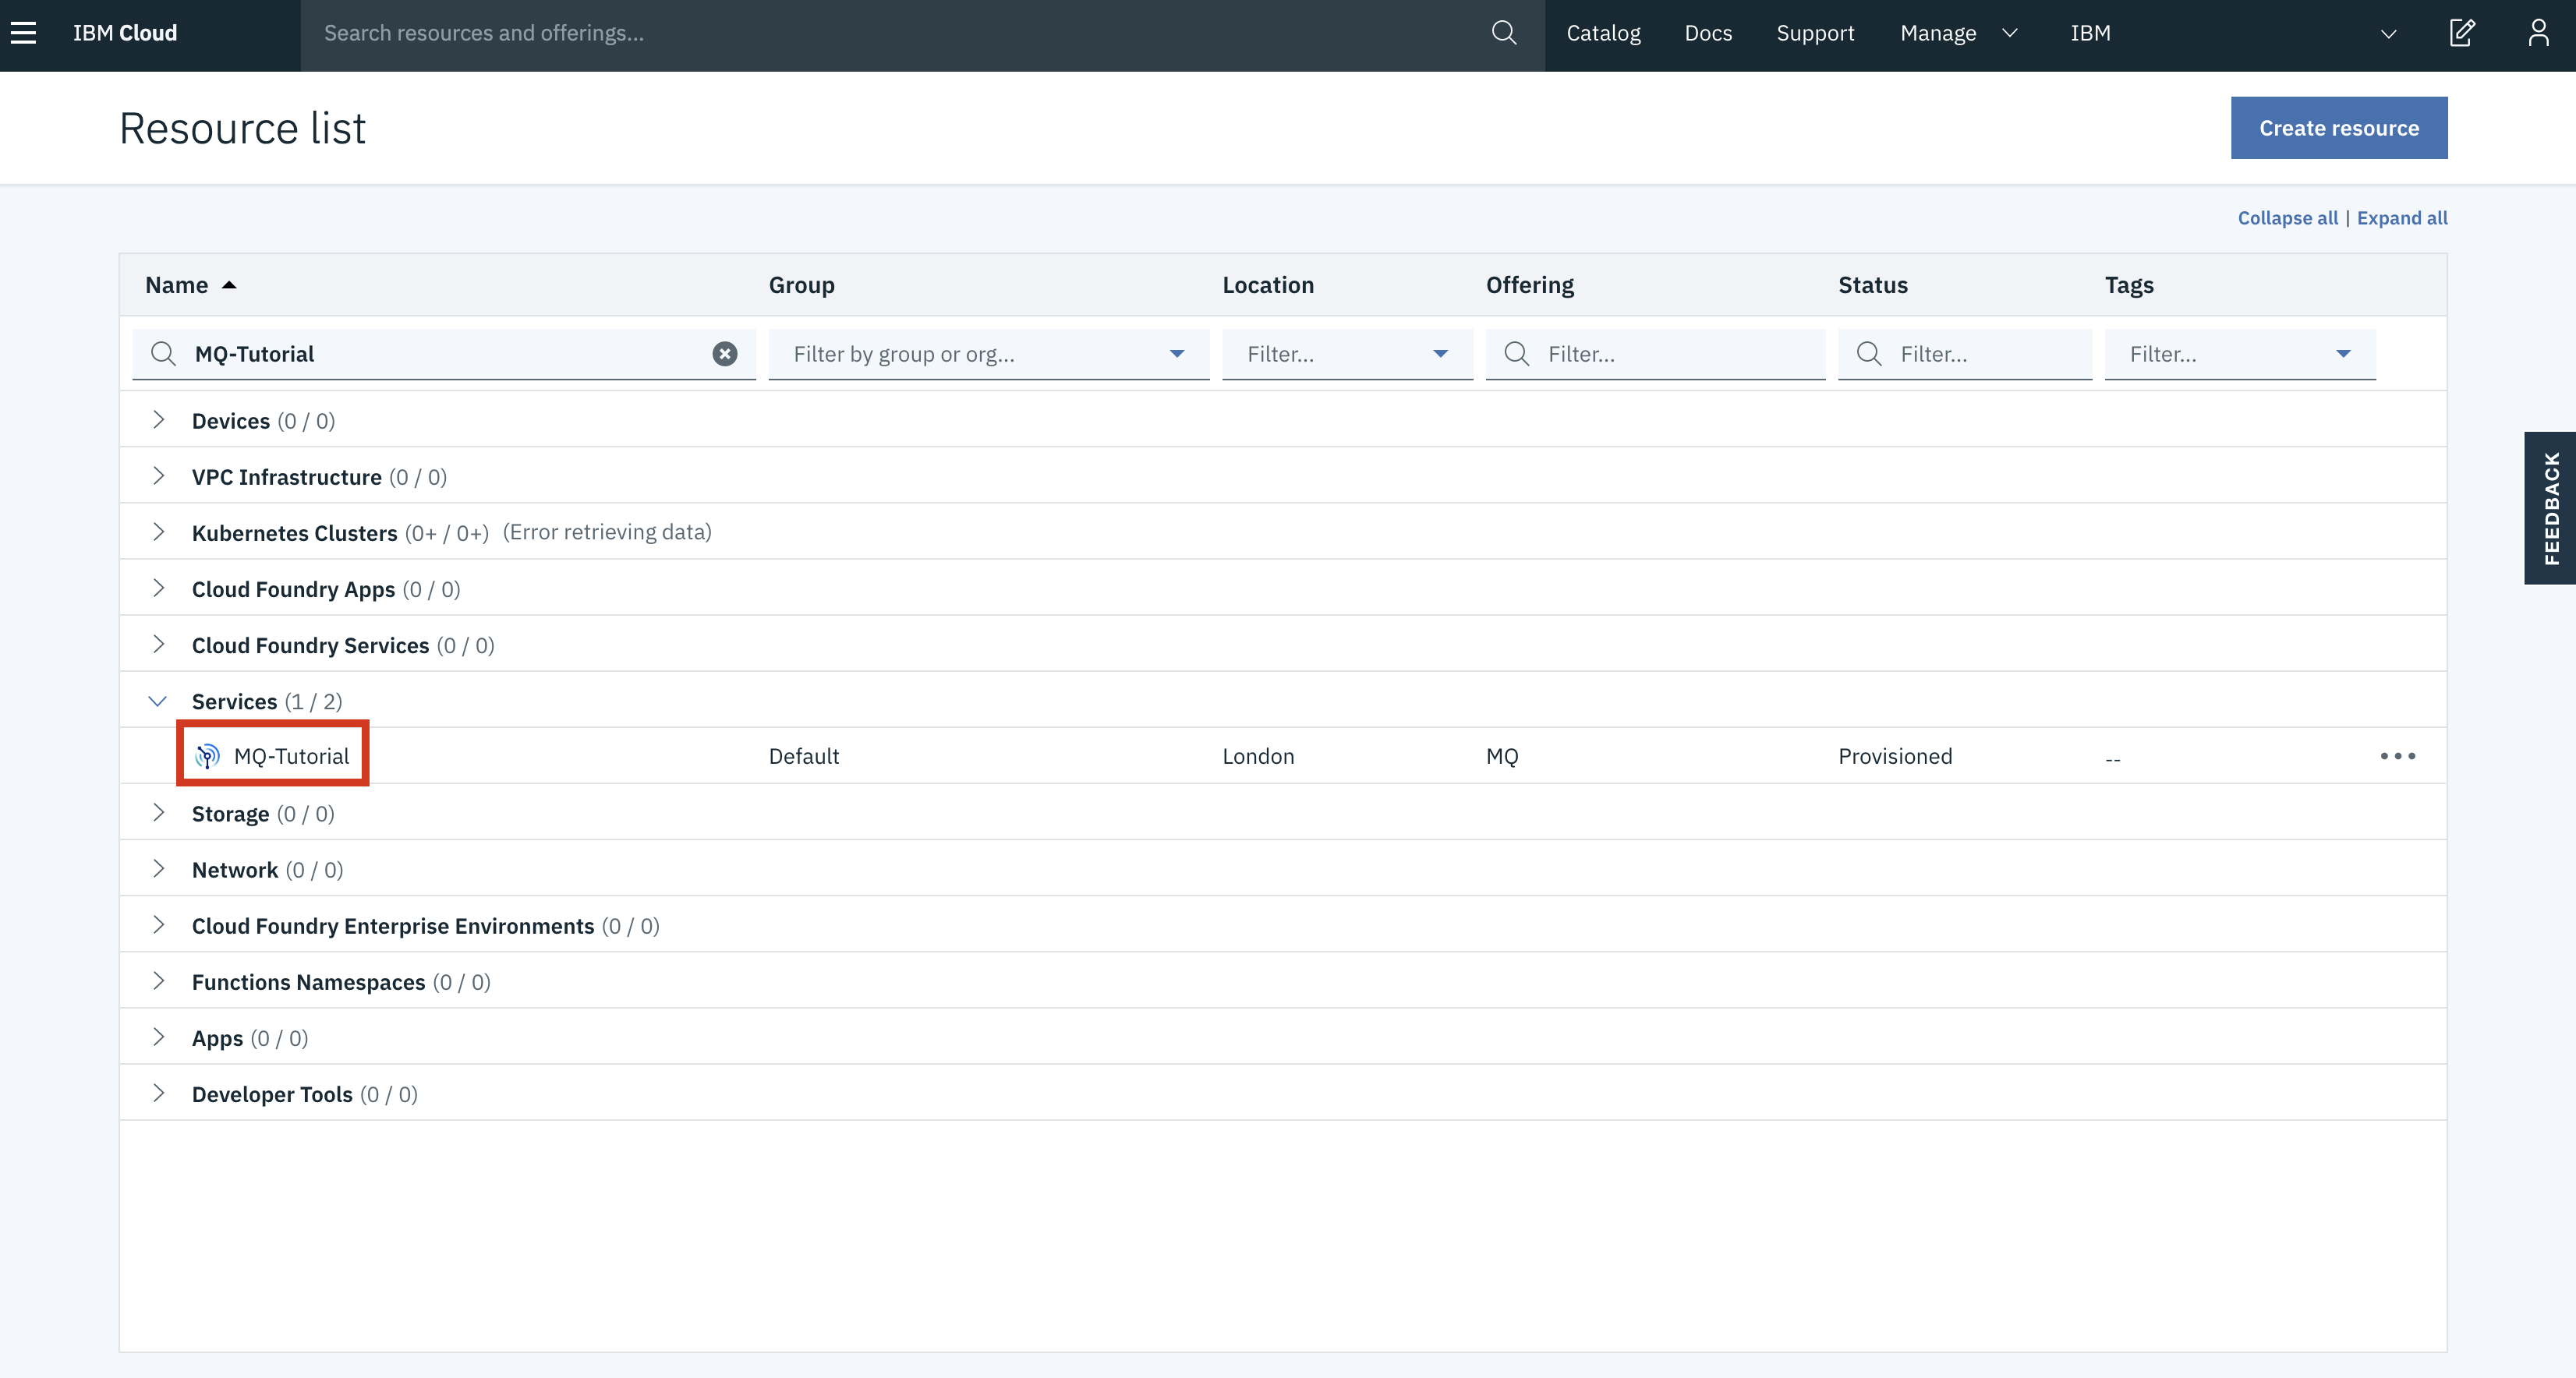 IBM Cloud Search resources and offerings... Catalog Docs Support Manage IBM
Resource list Create resource
Collapse all | Expand all
Name Group Location Offering Status Tags
MQ-Tutorial Filter by group or org... Filter... Filter... Filter... Filter...
Devices (0 / 0)
VPC Infrastructure (0 / 0)
Kubernetes Clusters (0+ / 0+) (Error retrieving data)
FEEDBACK
Cloud Foundry Apps (0 / 0)
Cloud Foundry Services (0 / 0)
Services (1 / 2)
MQ-Tutorial Default London MQ Provisioned --
Storage (0 / 0)
Network (0 / 0)
Cloud Foundry Enterprise Environments (0 / 0)
Functions Namespaces (0 / 0)
Apps (0 / 0)
Developer Tools (0 / 0)